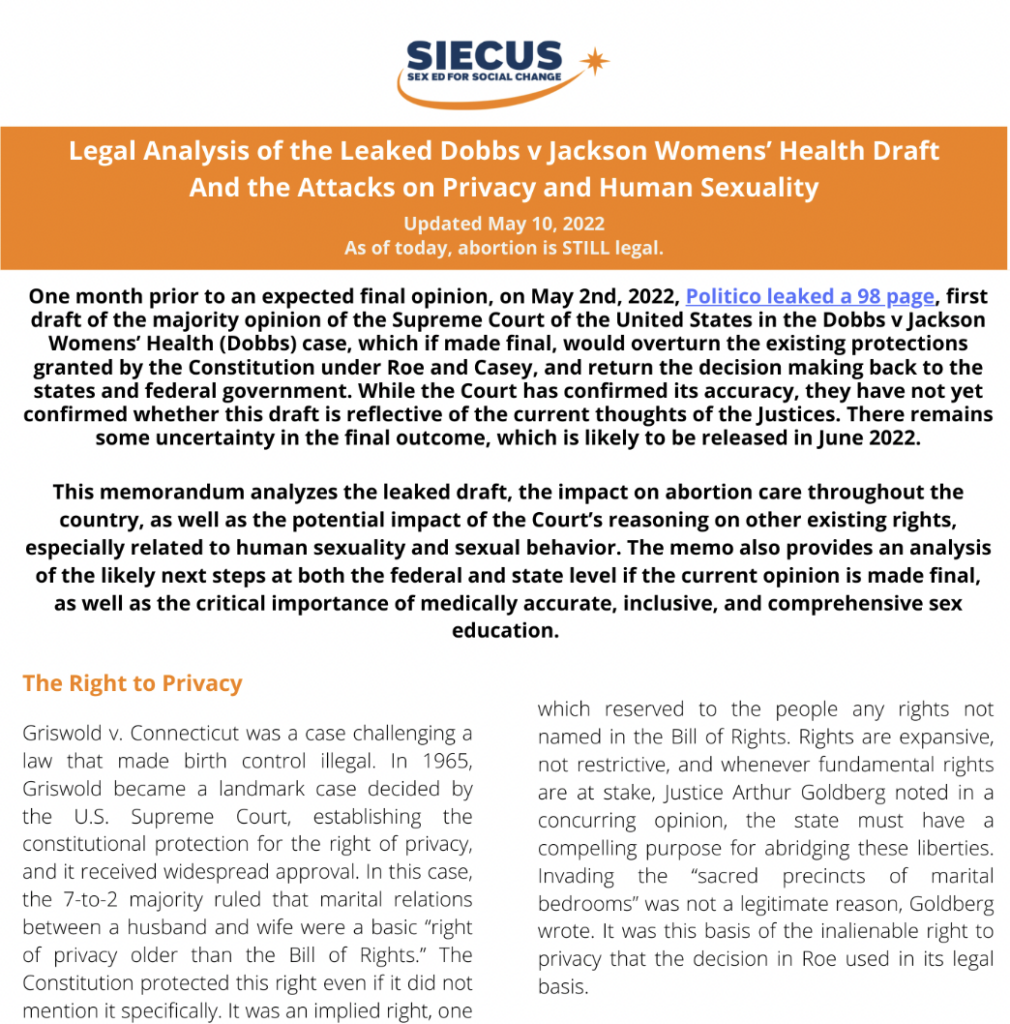 SIECUS
SEX ED FOR SOCIAL CHANGE
Legal Analysis of the Leaked Dobbs v Jackson Womens’ Health Draft
And the Attacks on Privacy and Human Sexuality
Updated May 10, 2022
As of today, abortion is STILL legal.
One month prior to an expected final opinion, on May 2nd, 2022, Politico leaked a 98 page, first
draft of the majority opinion of the Supreme Court of the United States in the Dobbs v Jackson
Womens’ Health (Dobbs) case, which if made final, would overturn the existing protections
granted by the Constitution under Roe and Casey, and return the decision making back to the
states and federal government. While the Court has confirmed its accuracy, they have not yet
confirmed whether this draft is reflective of the current thoughts of the Justices. There remains
some uncertainty in the final outcome, which is likely to be released in June 2022.
This memorandum analyzes the leaked draft, the impact on abortion care throughout the
country, as well as the potential impact of the Court’s reasoning on other existing rights,
especially related to human sexuality and sexual behavior. The memo also provides an analysis
of the likely next steps at both the federal and state level if the current opinion is made final,
as well as the critical importance of medically accurate, inclusive, and comprehensive sex
education.
The Right to Privacy
Griswold v. Connecticut was a case challenging a
law that made birth control illegal. In 1965,
Griswold became a landmark case decided by
the U.S. Supreme Court, establishing the
constitutional protection for the right of privacy,
and it received widespread approval. In this case,
the 7-to-2 majority ruled that marital relations
between a husband and wife were a basic “right
of privacy older than the Bill of Rights.” The
Constitution protected this right even if it did not
mention it specifically. It was an implied right, one
which reserved to the people any rights not
named in the Bill of Rights. Rights are expansive,
not restrictive, and whenever fundamental rights
are at stake, Justice Arthur Goldberg noted in a
concurring opinion, the state must have a
compelling purpose for abridging these liberties.
Invading the “sacred precincts of marital
bedrooms” was not a legitimate reason, Goldberg
wrote. It was this basis of the inalienable right to
privacy that the decision in Roe used in its legal
basis.